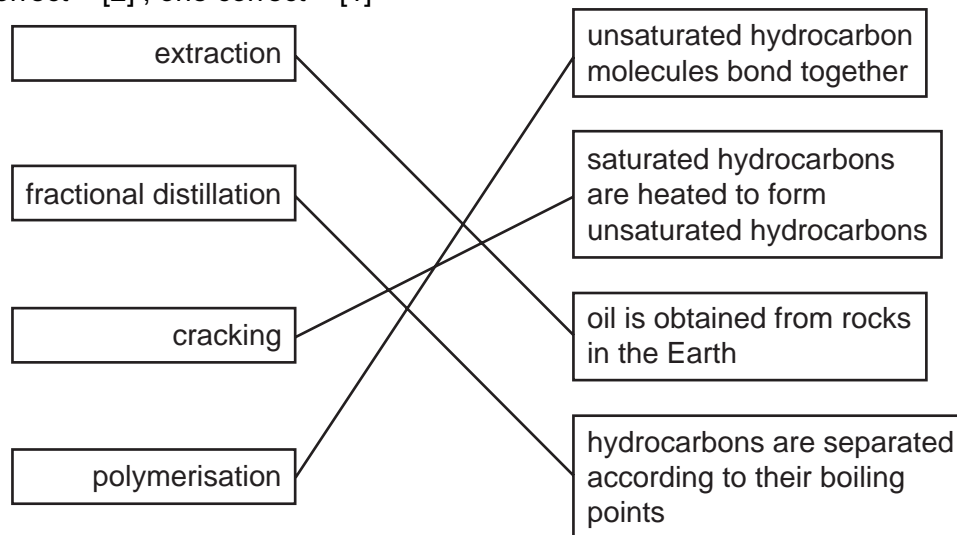 unsaturated hydrocarbon
molecules bond together
extraction
saturated hydrocarbons
are heated to form
unsaturated hydrocarbons
fractional distillation
oil is obtained from rocks
in the Earth
cracking
hydrocarbons are separated
according to their boiling
points
polymerisation